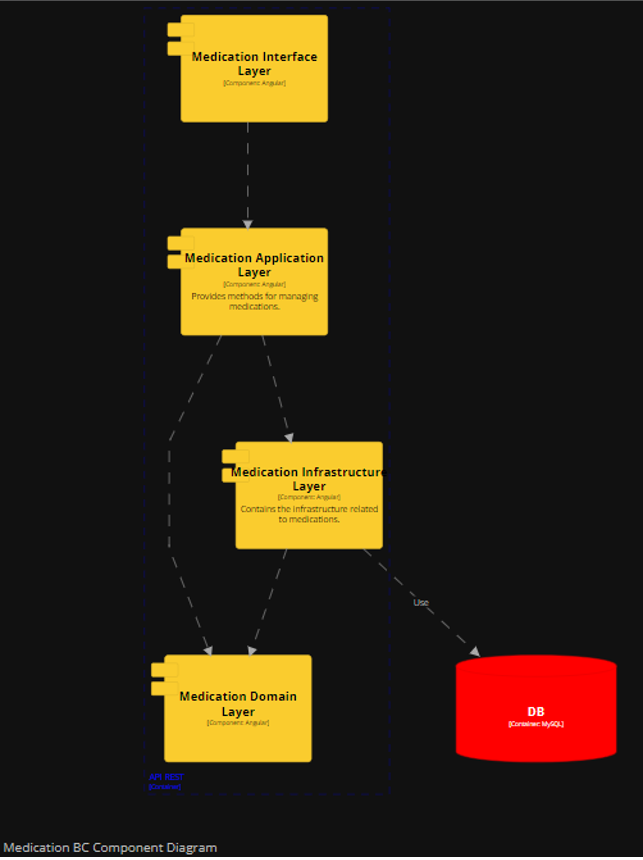 Medication Interface
Layer
[Component: Angular]
Medication Application
Layer
[Component: Angular]
Provides methods for managing
medications.
Medication Infrastructure
Layer
[Component: Angular]
Contains the infrastructure related
to medications.
Use
Medication Domain
Layer
[Component: Angular]
DB
[Container: MySQL]
API REST
[Container]
Medication BC Component Diagram